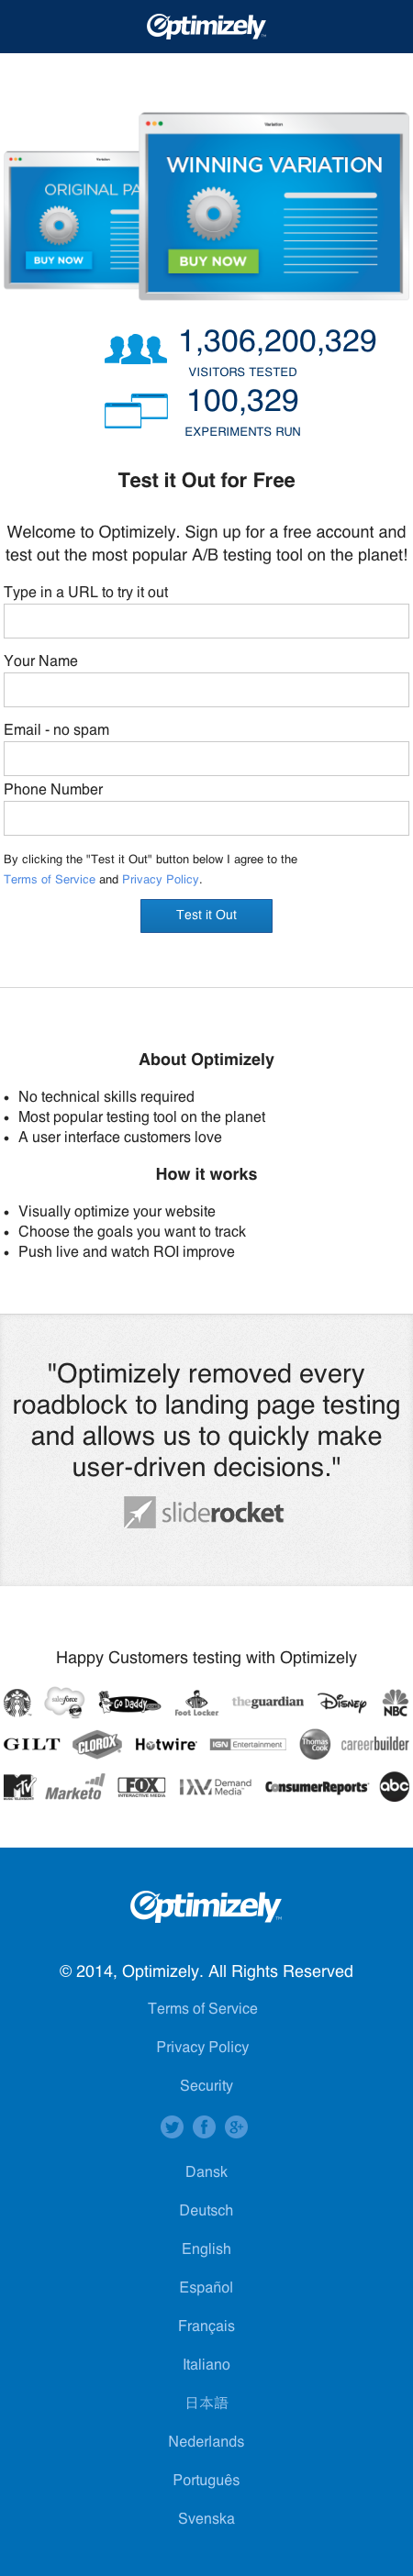 Optimizely
Variation
Variation
ORIGINAL PA
WINNING VARIATION
BUY NOW
BUY NOW
1,306,200,329
VISITORS TESTED
100,329
EXPERIMENTS RUN
Test it Out for Free
Welcome to Optimizely. Sign up for a free account and
test out the most popular A/B testing tool on the planet!
Type in a URL to try it out
Your Name
Email - no spam
Phone Number
By clicking the "Test it Out" button below I agree to the
Terms of Service and Privacy Policy.
Test it Out
About Optimizely
• No technical skills required
• Most popular testing tool on the planet
• A user interface customers love
How it works
• Visually optimize your website
• Choose the goals you want to track
• Push live and watch ROI improve
"Optimizely removed every
roadblock to landing page testing
and allows us to quickly make
user-driven decisions."
sliderocket
Happy Customers testing with Optimizely
salesforce Go Daddy Foot Locker theguardian Disney NBC
GILT CLOROX Hotwire IGN Entertainment Thomas Cook careerbuilder
MTV Marketo FOX INTERACTIVE MEDIA Demand Media ConsumerReports abc
Optimizely
© 2014, Optimizely. All Rights Reserved
Terms of Service
Privacy Policy
Security
Dansk
Deutsch
English
Español
Français
Italiano
日本語
Nederlands
Português
Svenska